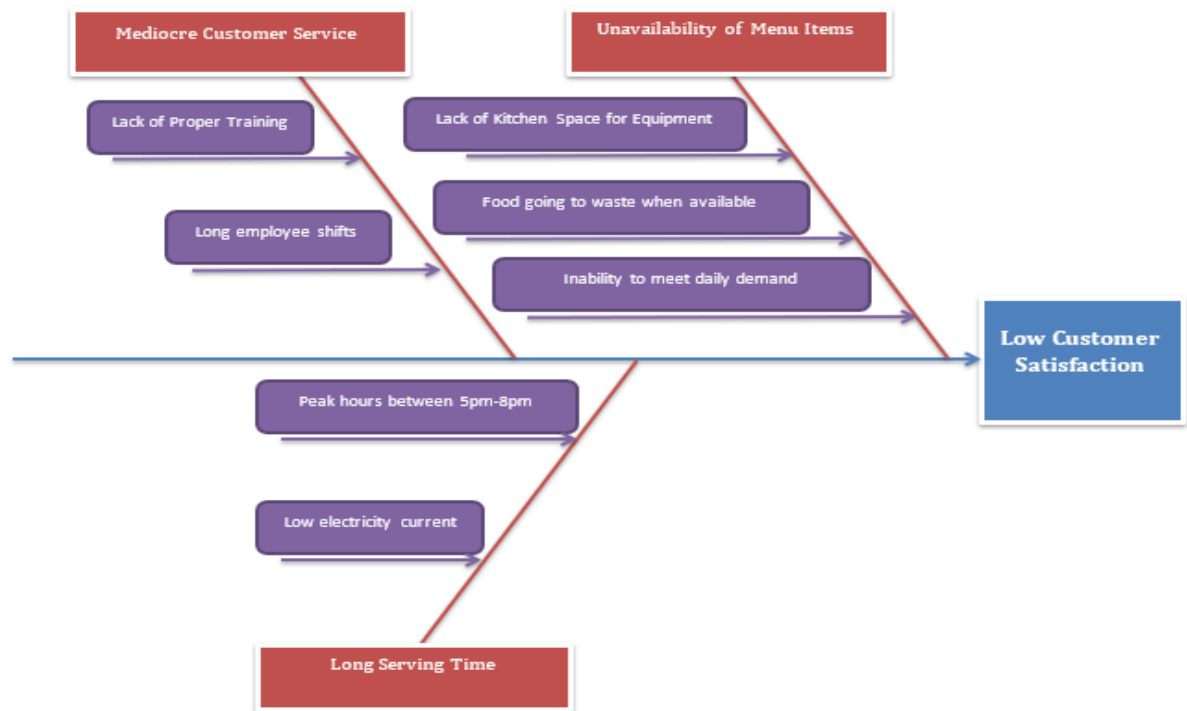 Mediocre Customer Service
Unavailability of Menu Items
Lack of Proper Training
Lack of Kitchen Space for Equipment
Food going to waste when available
Long employee shifts
Inability to meet daily demand
Low Customer
Satisfaction
Peak hours between 5pm-8pm
Low electricity current
Long Serving Time